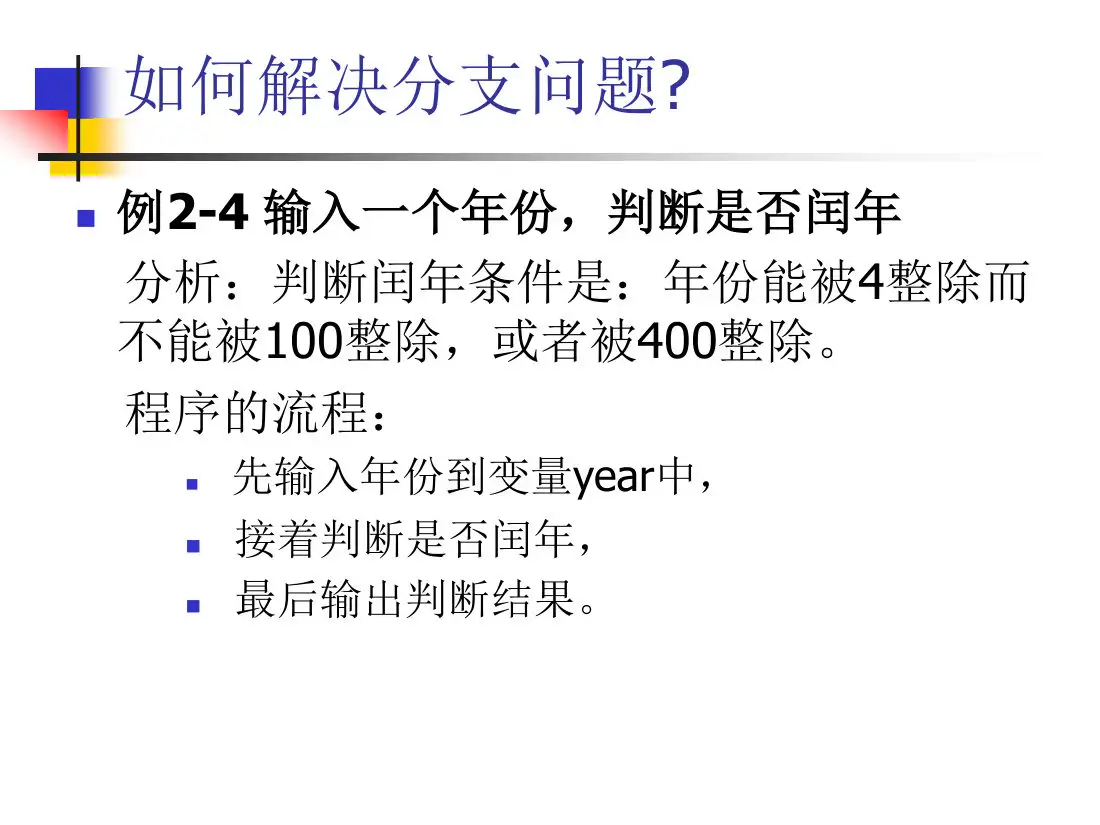 如何解决分支问题?
例2-4 输入一个年份，判断是否闰年
分析：判断闰年条件是：年份能被4整除而
不能被100整除，或者被400整除。
程序的流程：
先输入年份到变量year中，
接着判断是否闰年，
最后输出判断结果。